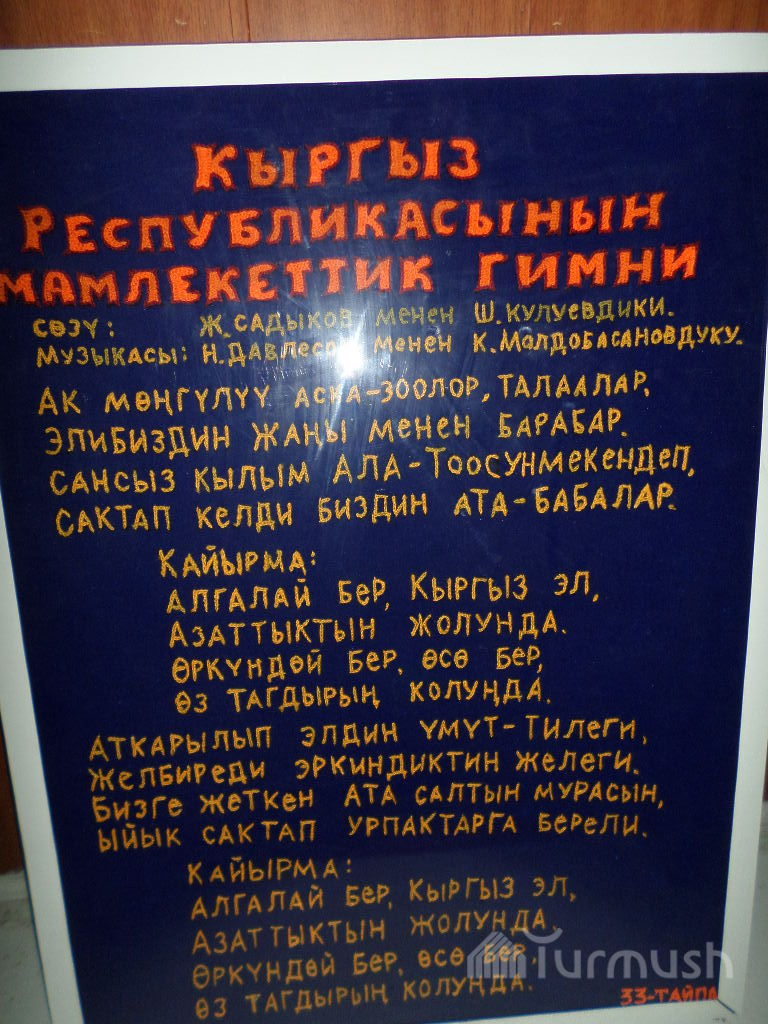 КЫРГЫЗ
РЕСПУБЛИКАСЫНЫН
МАМЛЕКЕТТИК ГИМНИ
СӨЗҮ: Ж.САДЫКОВ МЕНЕН Ш.КУЛУЕВДИКИ.
МУЗЫКАСЫ: Н.ДАВЛЕСОВ МЕНЕН К.МОЛДОБАСАНОВДУКУ.
АК МӨҢГҮЛҮҮ АСКА-ЗООЛОР, ТАЛААЛАР,
ЭЛИБИЗДИН ЖАНЫ МЕНЕН БАРАБАР.
САНСЫЗ КЫЛЫМ АЛА-ТООСУНМЕКЕНДЕП,
САКТАП КЕЛДИ БИЗДИН АТА-БАБАЛАР.
КАЙЫРМА:
АЛГАЛАЙ БЕР, КЫРГЫЗ ЭЛ,
АЗАТТЫКТЫН ЖОЛУНДА.
ӨРКҮНДӨЙ БЕР, ӨСӨ БЕР,
ӨЗ ТАГДЫРЫҢ КОЛУҢДА.
АТКАРЫЛЫП ЭЛДИН ҮМҮТ-ТИЛЕГИ,
ЖЕЛБИРЕДИ ЭРКИНДИКТИН ЖЕЛЕГИ.
БИЗГЕ ЖЕТКЕН АТА САЛТЫН МУРАСЫН,
ЫЙЫК САКТАП УРПАКТАРГА БЕРЕЛИ.
КАЙЫРМА:
АЛГАЛАЙ БЕР, КЫРГЫЗ ЭЛ,
АЗАТТЫКТЫН ЖОЛУНДА,
ӨРКҮНДӨЙ БЕР, ӨСӨ БЕР,
ӨЗ ТАГДЫРЫҢ КОЛУҢДА.
Turmush
33-ТАЙПА